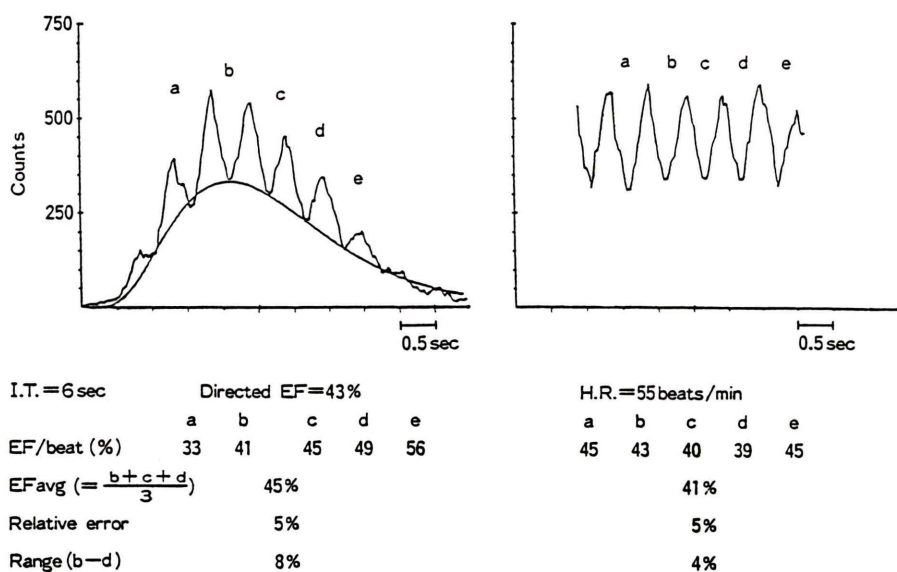 750
500
250
Counts
a
b
c
d
e
0.5 sec
a b c d e
0.5 sec
I.T.=6 sec Directed EF=43%
a b c d e
EF/beat (%) 33 41 45 49 56
EFavg (= b+c+d / 3) 45%
Relative error 5%
Range (b–d) 8%
H.R.=55 beats/min
a b c d e
45 43 40 39 45
41%
5%
4%